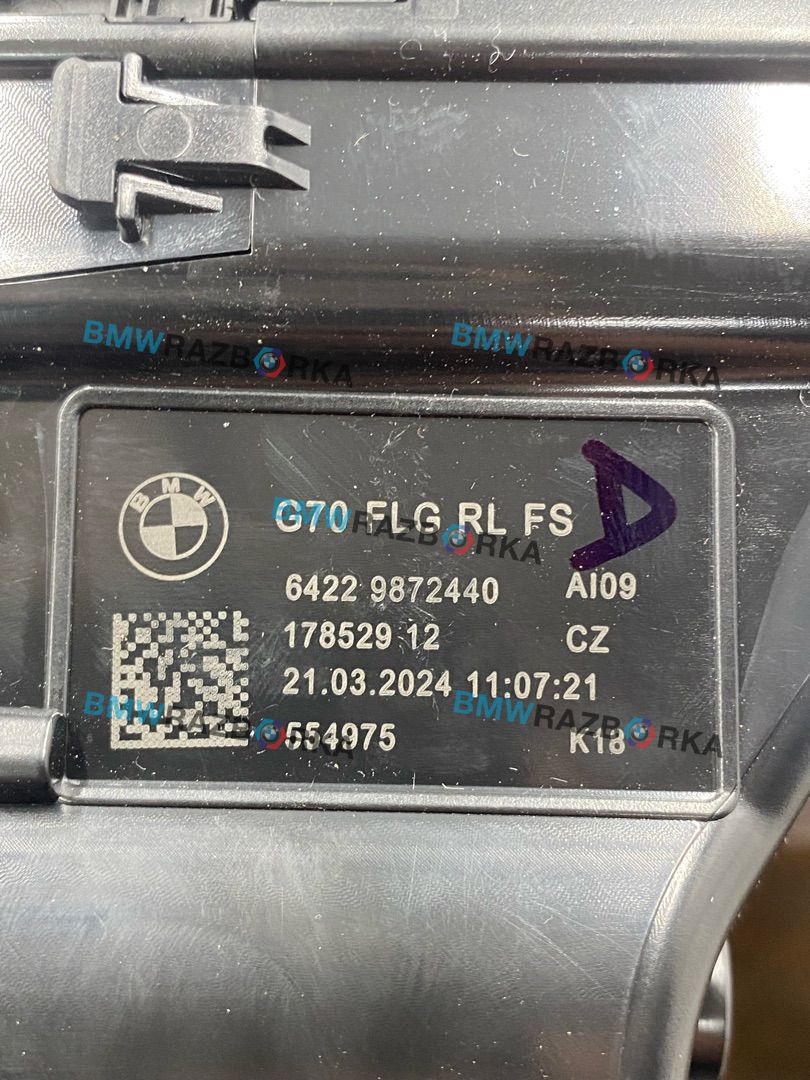 BMWRAZBORKA BMWRAZBORKA
BMW
G70 FLG RL FS D
BMWRAZBORKA
6422 9872440 AI09
178529 12 CZ
21.03.2024 11:07:21
BMWRAZBORKA BMWRAZBORKA
554975 K18